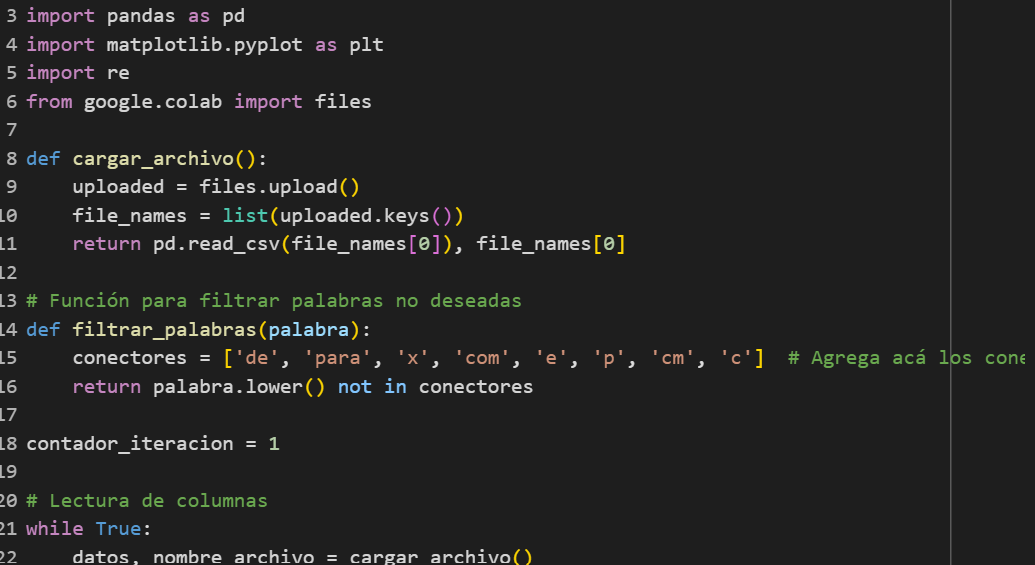 3 import pandas as pd
4 import matplotlib.pyplot as plt
5 import re
6 from google.colab import files
7
8 def cargar_archivo():
9     uploaded = files.upload()
10     file_names = list(uploaded.keys())
11     return pd.read_csv(file_names[0]), file_names[0]
12
13 # Función para filtrar palabras no deseadas
14 def filtrar_palabras(palabra):
15     conectores = ['de', 'para', 'x', 'com', 'e', 'p', 'cm', 'c']  # Agrega acá los
16     return palabra.lower() not in conectores
17
18 contador_iteracion = 1
19
20 # Lectura de columnas
21 while True:
22     datos, nombre_archivo = cargar_archivo()